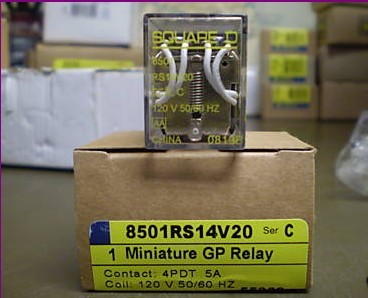 SQUARE D
RS14V20
C
120 V 50/60 HZ
CHINA
8501RS14V20 Ser C
1 Miniature GP Relay
Contact: 4PDT 5A
Coil: 120 V 50/60 HZ